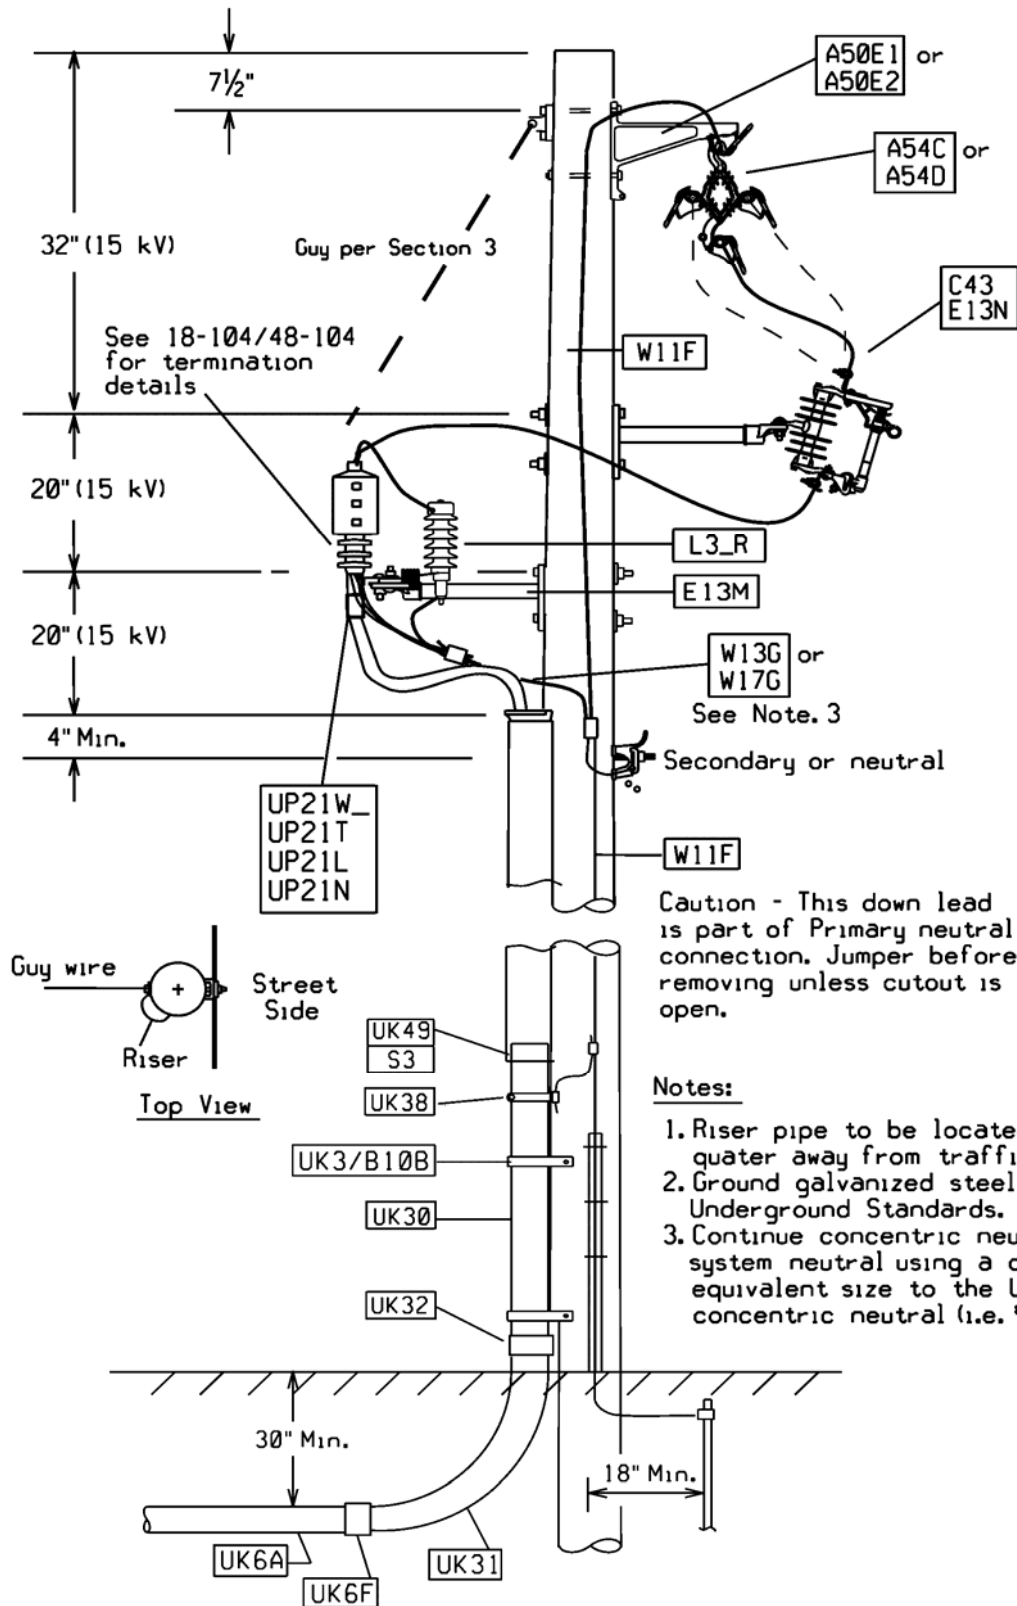 7½"
A50E1 or
A50E2
A54C or
A54D
32" (15 kV)
Guy per Section 3
C43
E13N
See 18-104/48-104
for termination
details
W11F
20" (15 kV)
L3_R
E13M
20" (15 kV)
W13G or
W17G
See Note. 3
4" Min.
Secondary or neutral
UP21W_
UP21T
UP21L
UP21N
W11F
Caution - This down lead
is part of Primary neutral
connection. Jumper before
removing unless cutout is
open.
Guy wire
Street
Side
Riser
Top View
UK49
S3
UK38
UK3/B10B
UK30
UK32
Notes:
1. Riser pipe to be locate
quater away from traffi
2. Ground galvanized steel
Underground Standards.
3. Continue concentric neu
system neutral using a
equivalent size to the
concentric neutral (i.e.
30" Min.
18" Min.
UK6A
UK6F
UK31